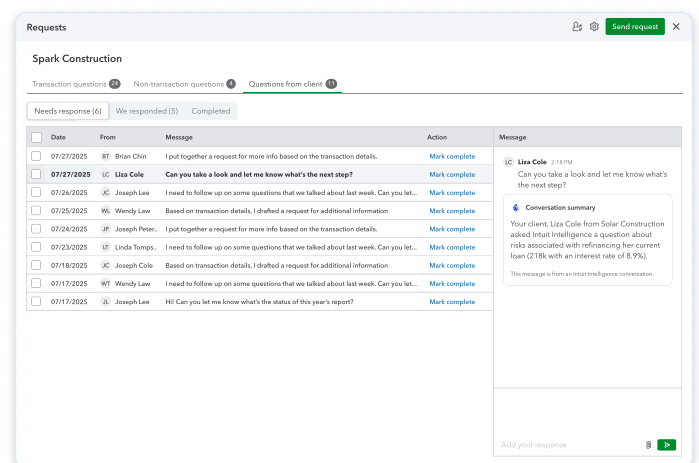 Requests
Send request
Spark Construction
Transaction questions 24 Non-transaction questions 4 Questions from client 11
Needs response (6) We responded (5) Completed
Date From Message Action
07/27/2025 BT Brian Chin I put together a request for more info based on the transaction details. Mark complete
07/27/2025 LC Liza Cole Can you take a look and let me know what's the next step? Mark complete
07/26/2025 JC Joseph Lee I need to follow up on some questions that we talked about last week. Can you let... Mark complete
07/25/2025 WL Wendy Law Based on transaction details, I drafted a request for additional information Mark complete
07/24/2025 JP Joseph Peter.. I put together a request for more info based on the transaction details. Mark complete
07/23/2025 LT Linda Tomps.. I need to follow up on some questions that we talked about last week. Can you let... Mark complete
07/18/2025 JC Joseph Cole Based on transaction details, I drafted a request for additional information Mark complete
07/17/2025 WT Wendy Law I need to follow up on some questions that we talked about last week. Can you let... Mark complete
07/17/2025 JL Joseph Lee Hi! Can you let me know what's the status of this year's report? Mark complete
Message
LC Liza Cole 2:18 PM
Can you take a look and let me know what's
the next step?
Conversation summary
Your client, Liza Cole from Solar Construction
asked Intuit Intelligence a question about
risks associated with refinancing her current
loan (218k with an interest rate of 8.9%).
This message is from an Intuit Intelligence conversation.
Add your response